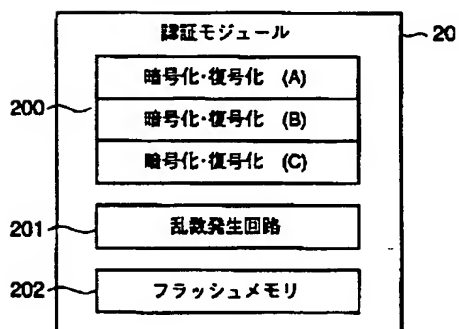 認証モジュール
20
暗号化・復号化 (A)
200
暗号化・復号化 (B)
暗号化・復号化 (C)
201
乱数発生回路
202
フラッシュメモリ